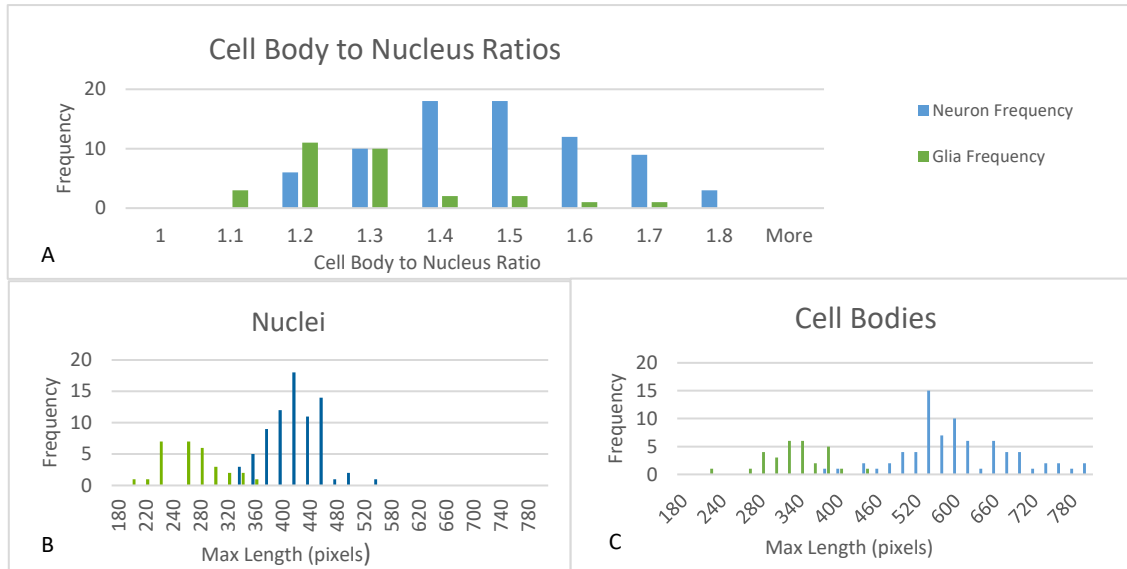 Cell Body to Nucleus Ratios
20
10
0
Frequency
1 1.1 1.2 1.3 1.4 1.5 1.6 1.7 1.8 More
Cell Body to Nucleus Ratio
Neuron Frequency
Glia Frequency
A
Nuclei
20
15
10
5
0
Frequency
180 220 240 280 320 360 400 440 480 520 580 620 660 700 740 780
Max Length (pixels)
B
Cell Bodies
20
15
10
5
0
Frequency
180 240 280 340 400 460 520 600 660 720 780
Max Length (pixels)
C